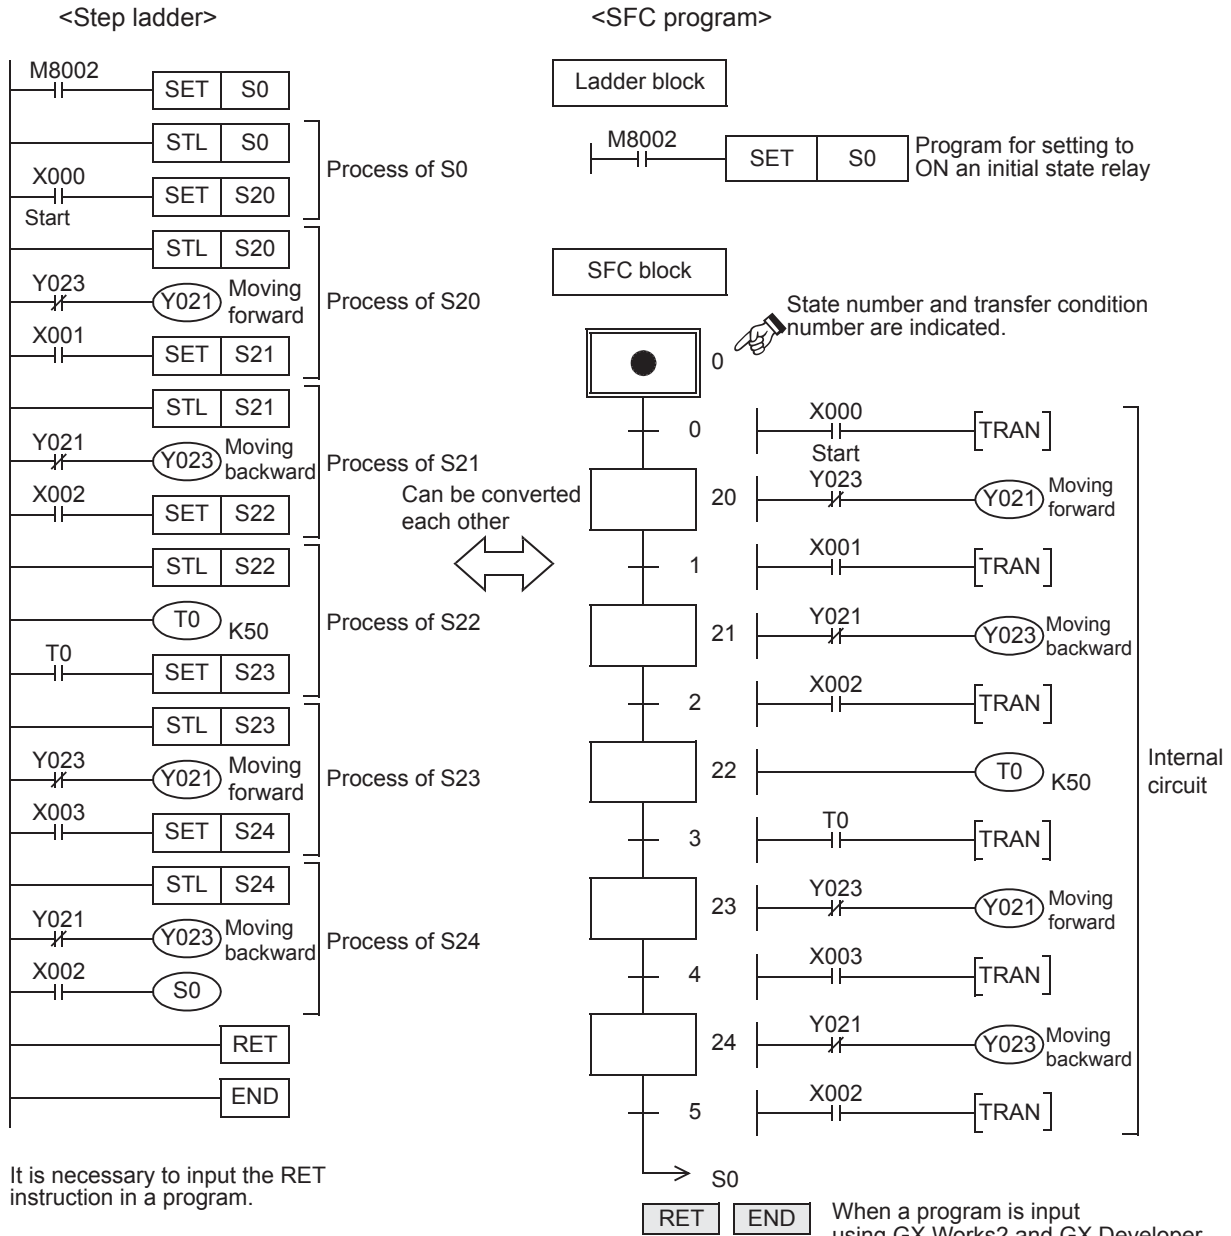 <Step ladder>
M8002
SET S0
STL S0
X000
SET S20
Start
Process of S0
STL S20
Y023
Y021 Moving
forward
X001
SET S21
Process of S20
STL S21
Y021
Y023 Moving
backward
X002
SET S22
Process of S21
STL S22
T0 K50
T0
SET S23
Process of S22
STL S23
Y023
Y021 Moving
forward
X003
SET S24
Process of S23
STL S24
Y021
Y023 Moving
backward
X002
S0
Process of S24
RET
END
It is necessary to input the RET
instruction in a program.
Can be converted
each other
<SFC program>
Ladder block
M8002
SET S0
Program for setting to
ON an initial state relay
SFC block
State number and transfer condition
number are indicated.
0
0
X000
TRAN
Start
20
Y023
Y021 Moving
forward
1
X001
TRAN
21
Y021
Y023 Moving
backward
2
X002
TRAN
22
T0 K50
3
T0
TRAN
23
Y023
Y021 Moving
forward
4
X003
TRAN
24
Y021
Y023 Moving
backward
5
X002
TRAN
Internal
circuit
S0
RET END
When a program is input
using GX Works2 and GX Developer